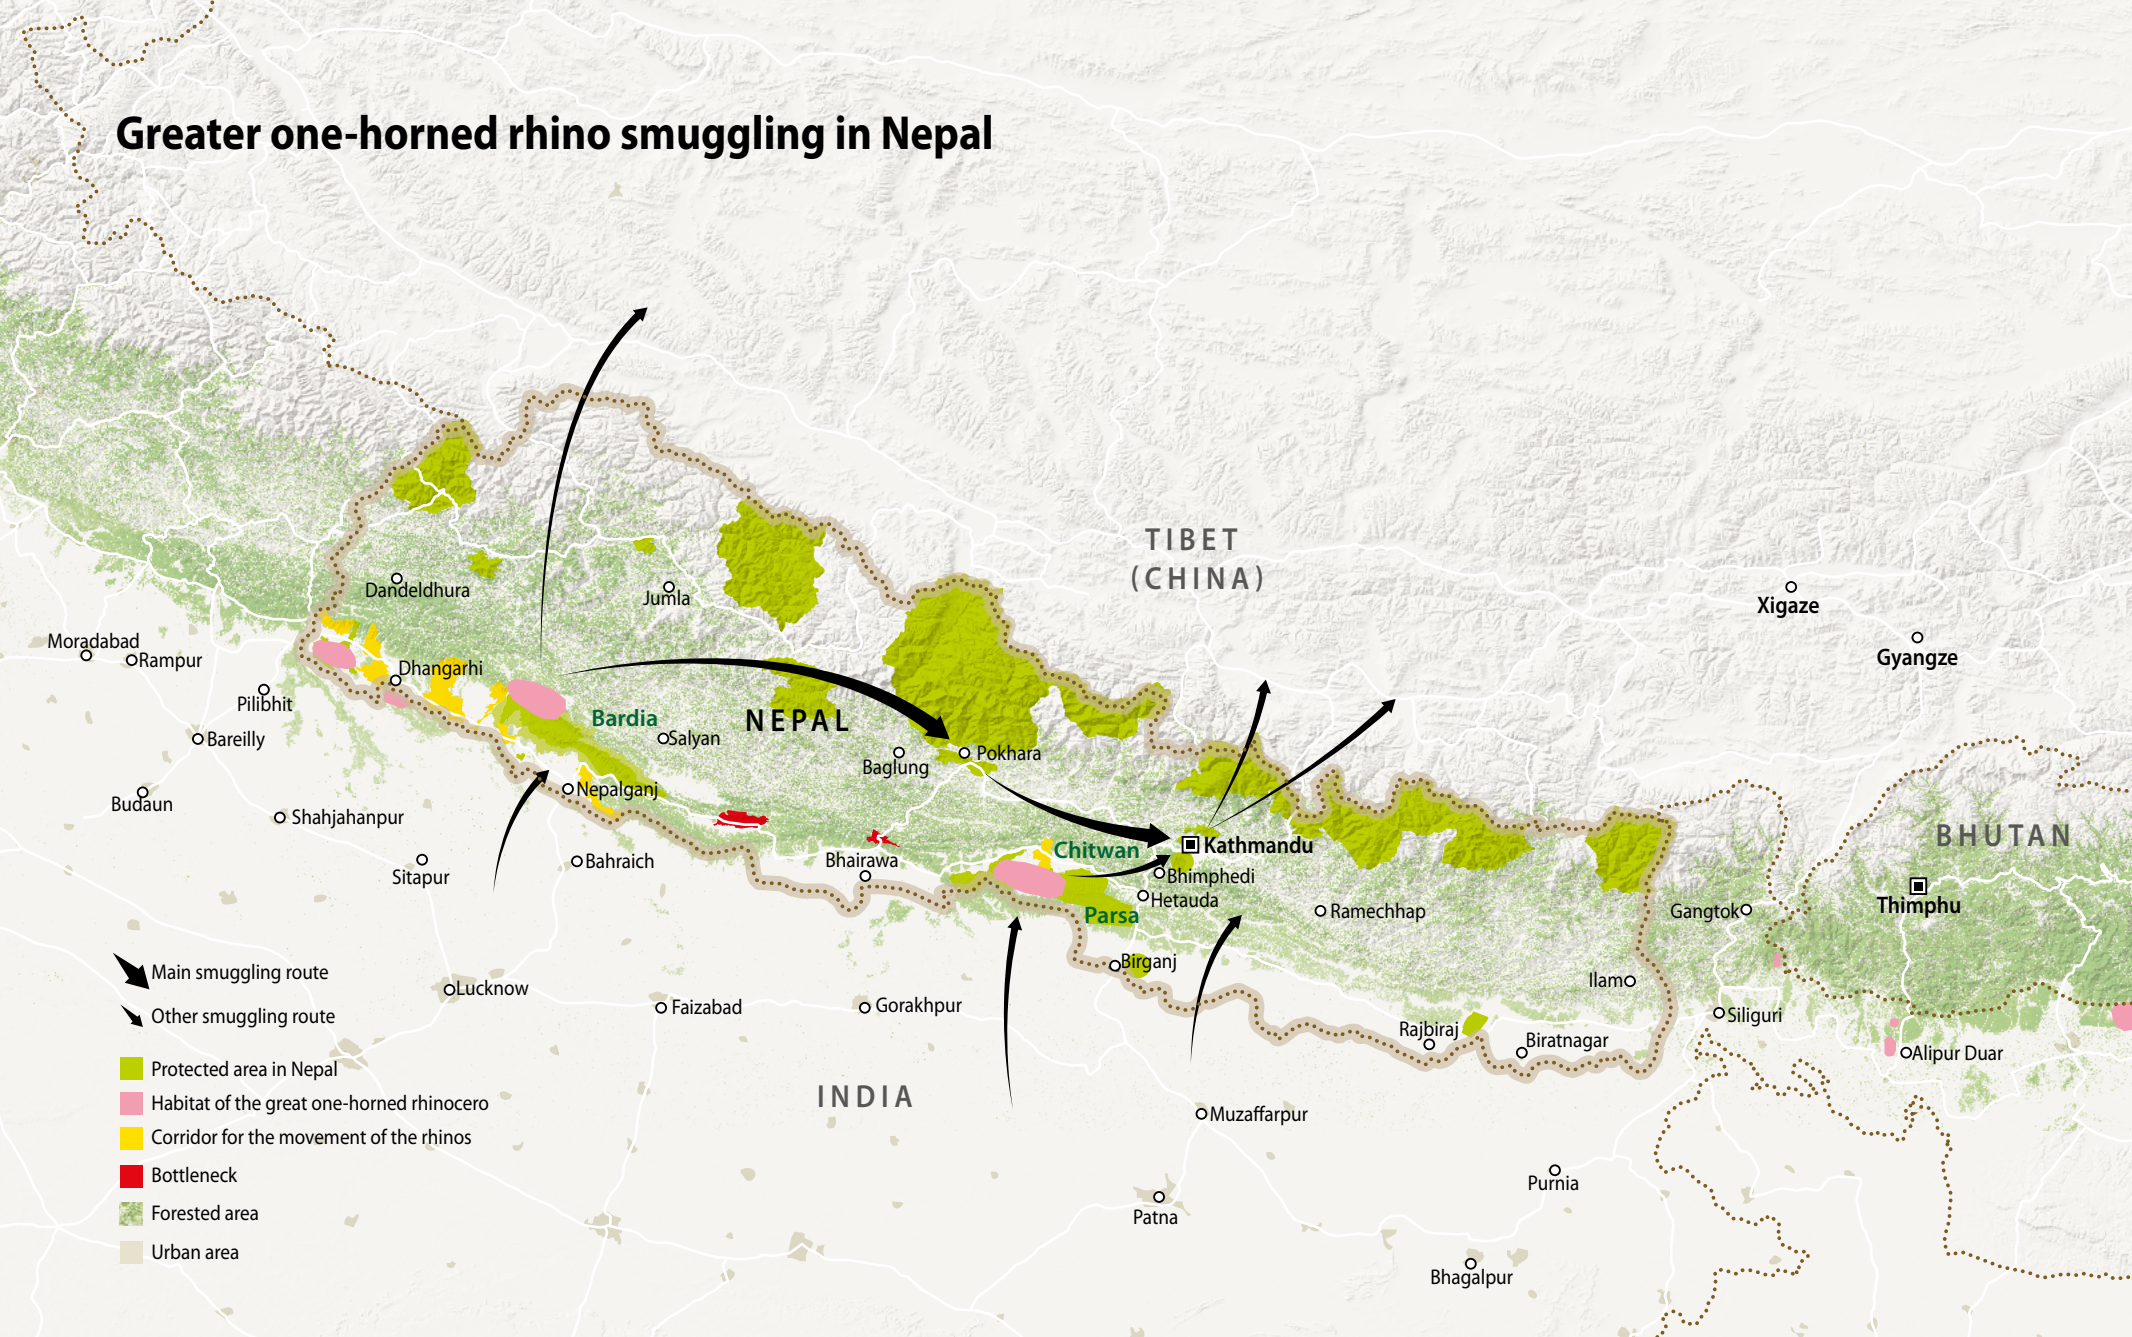 Greater one-horned rhino smuggling in Nepal
TIBET
(CHINA)
Dandeldhura
Jumla
Xigaze
Moradabad
Rampur
Gyangze
Dhangarhi
Pilibhit
Bardia
NEPAL
Salyan
Bareilly
Baglung
Pokhara
Nepalganj
Budaun
Shahjahanpur
BHUTAN
Kathmandu
Chitwan
Bhairawa
Bahraich
Sitapur
Bhimphedi
Hetauda
Thimphu
Parsa
Ramechhap
Gangtok
Birganj
Main smuggling route
Ilam
Lucknow
Faizabad
Gorakhpur
Other smuggling route
Siliguri
Rajbiraj
Biratnagar
Alipur Duar
Protected area in Nepal
INDIA
Habitat of the great one-horned rhinocero
Muzaffarpur
Corridor for the movement of the rhinos
Bottleneck
Purnia
Forested area
Patna
Urban area
Bhagalpur